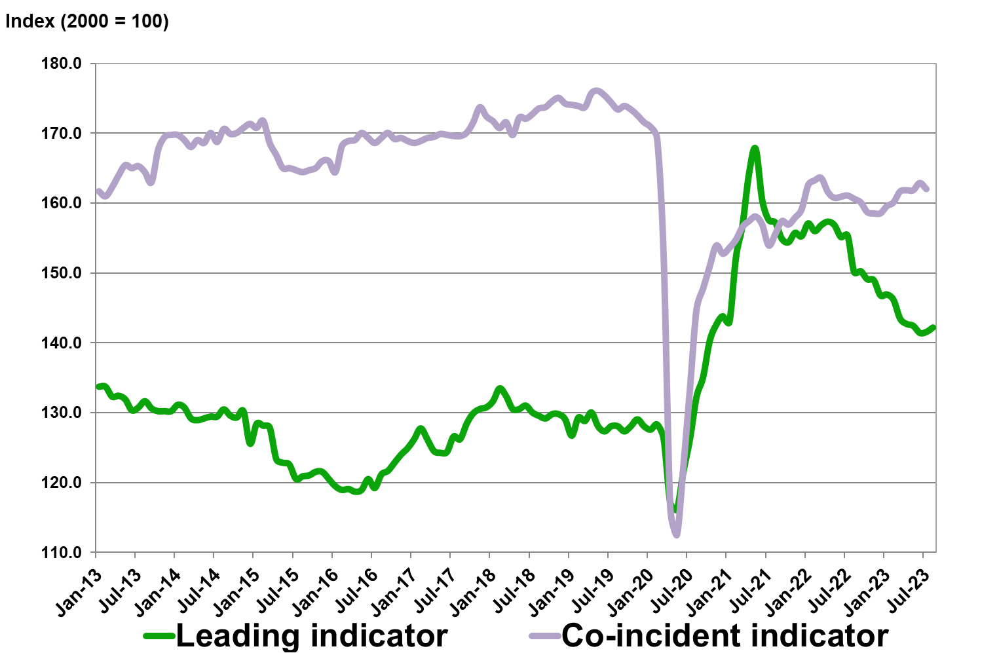 Index (2000 = 100)
180.0
170.0
160.0
150.0
140.0
130.0
120.0
110.0
Jan-13 Jul-13 Jan-14 Jul-14 Jan-15 Jul-15 Jan-16 Jul-16 Jan-17 Jul-17 Jan-18 Jul-18 Jan-19 Jul-19 Jan-20 Jul-20 Jan-21 Jul-21 Jan-22 Jul-22 Jan-23 Jul-23
Leading indicator Co-incident indicator